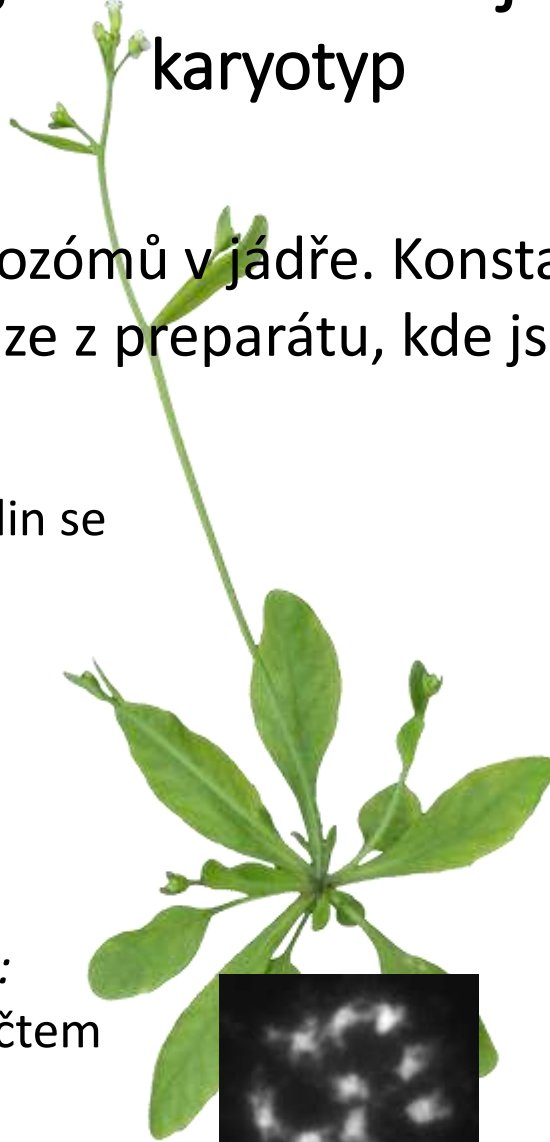 karyotyp
ozómů v jádře. Konsta
ze z preparátu, kde js
lin se
:
čtem